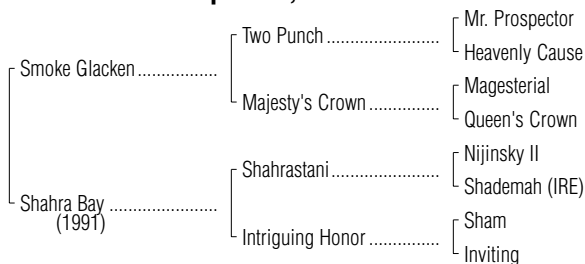 Mr. Prospector
Two Punch
Heavenly Cause
Smoke Glacken
Magesterial
Majesty's Crown
Queen's Crown
Nijinsky II
Shahrastani
Shademah (IRE)
Shahra Bay
(1991)
Sham
Intriguing Honor
Inviting